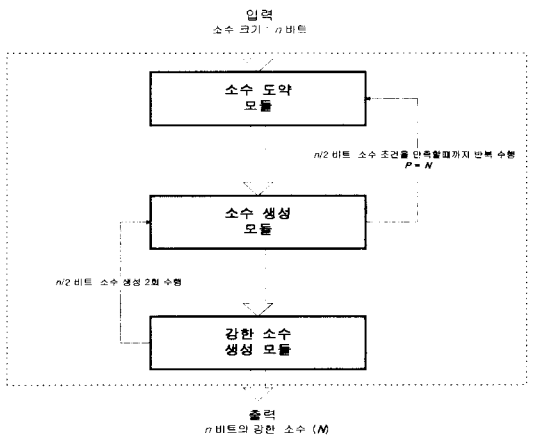 입력
소수 크기 : n 비트
소수 도약
모듈
n/2 비트 소수 조건을 만족할때까지 반복 수행
P = N
소수 생성
모듈
n/2 비트 소수 생성 2회 수행
강한 소수
생성 모듈
출력
n 비트의 강한 소수 (N)